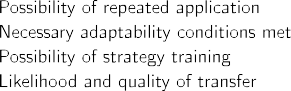 Possibility of repeated application
Necessary adaptability conditions met
Possibility of strategy training
Likelihood and quality of transfer